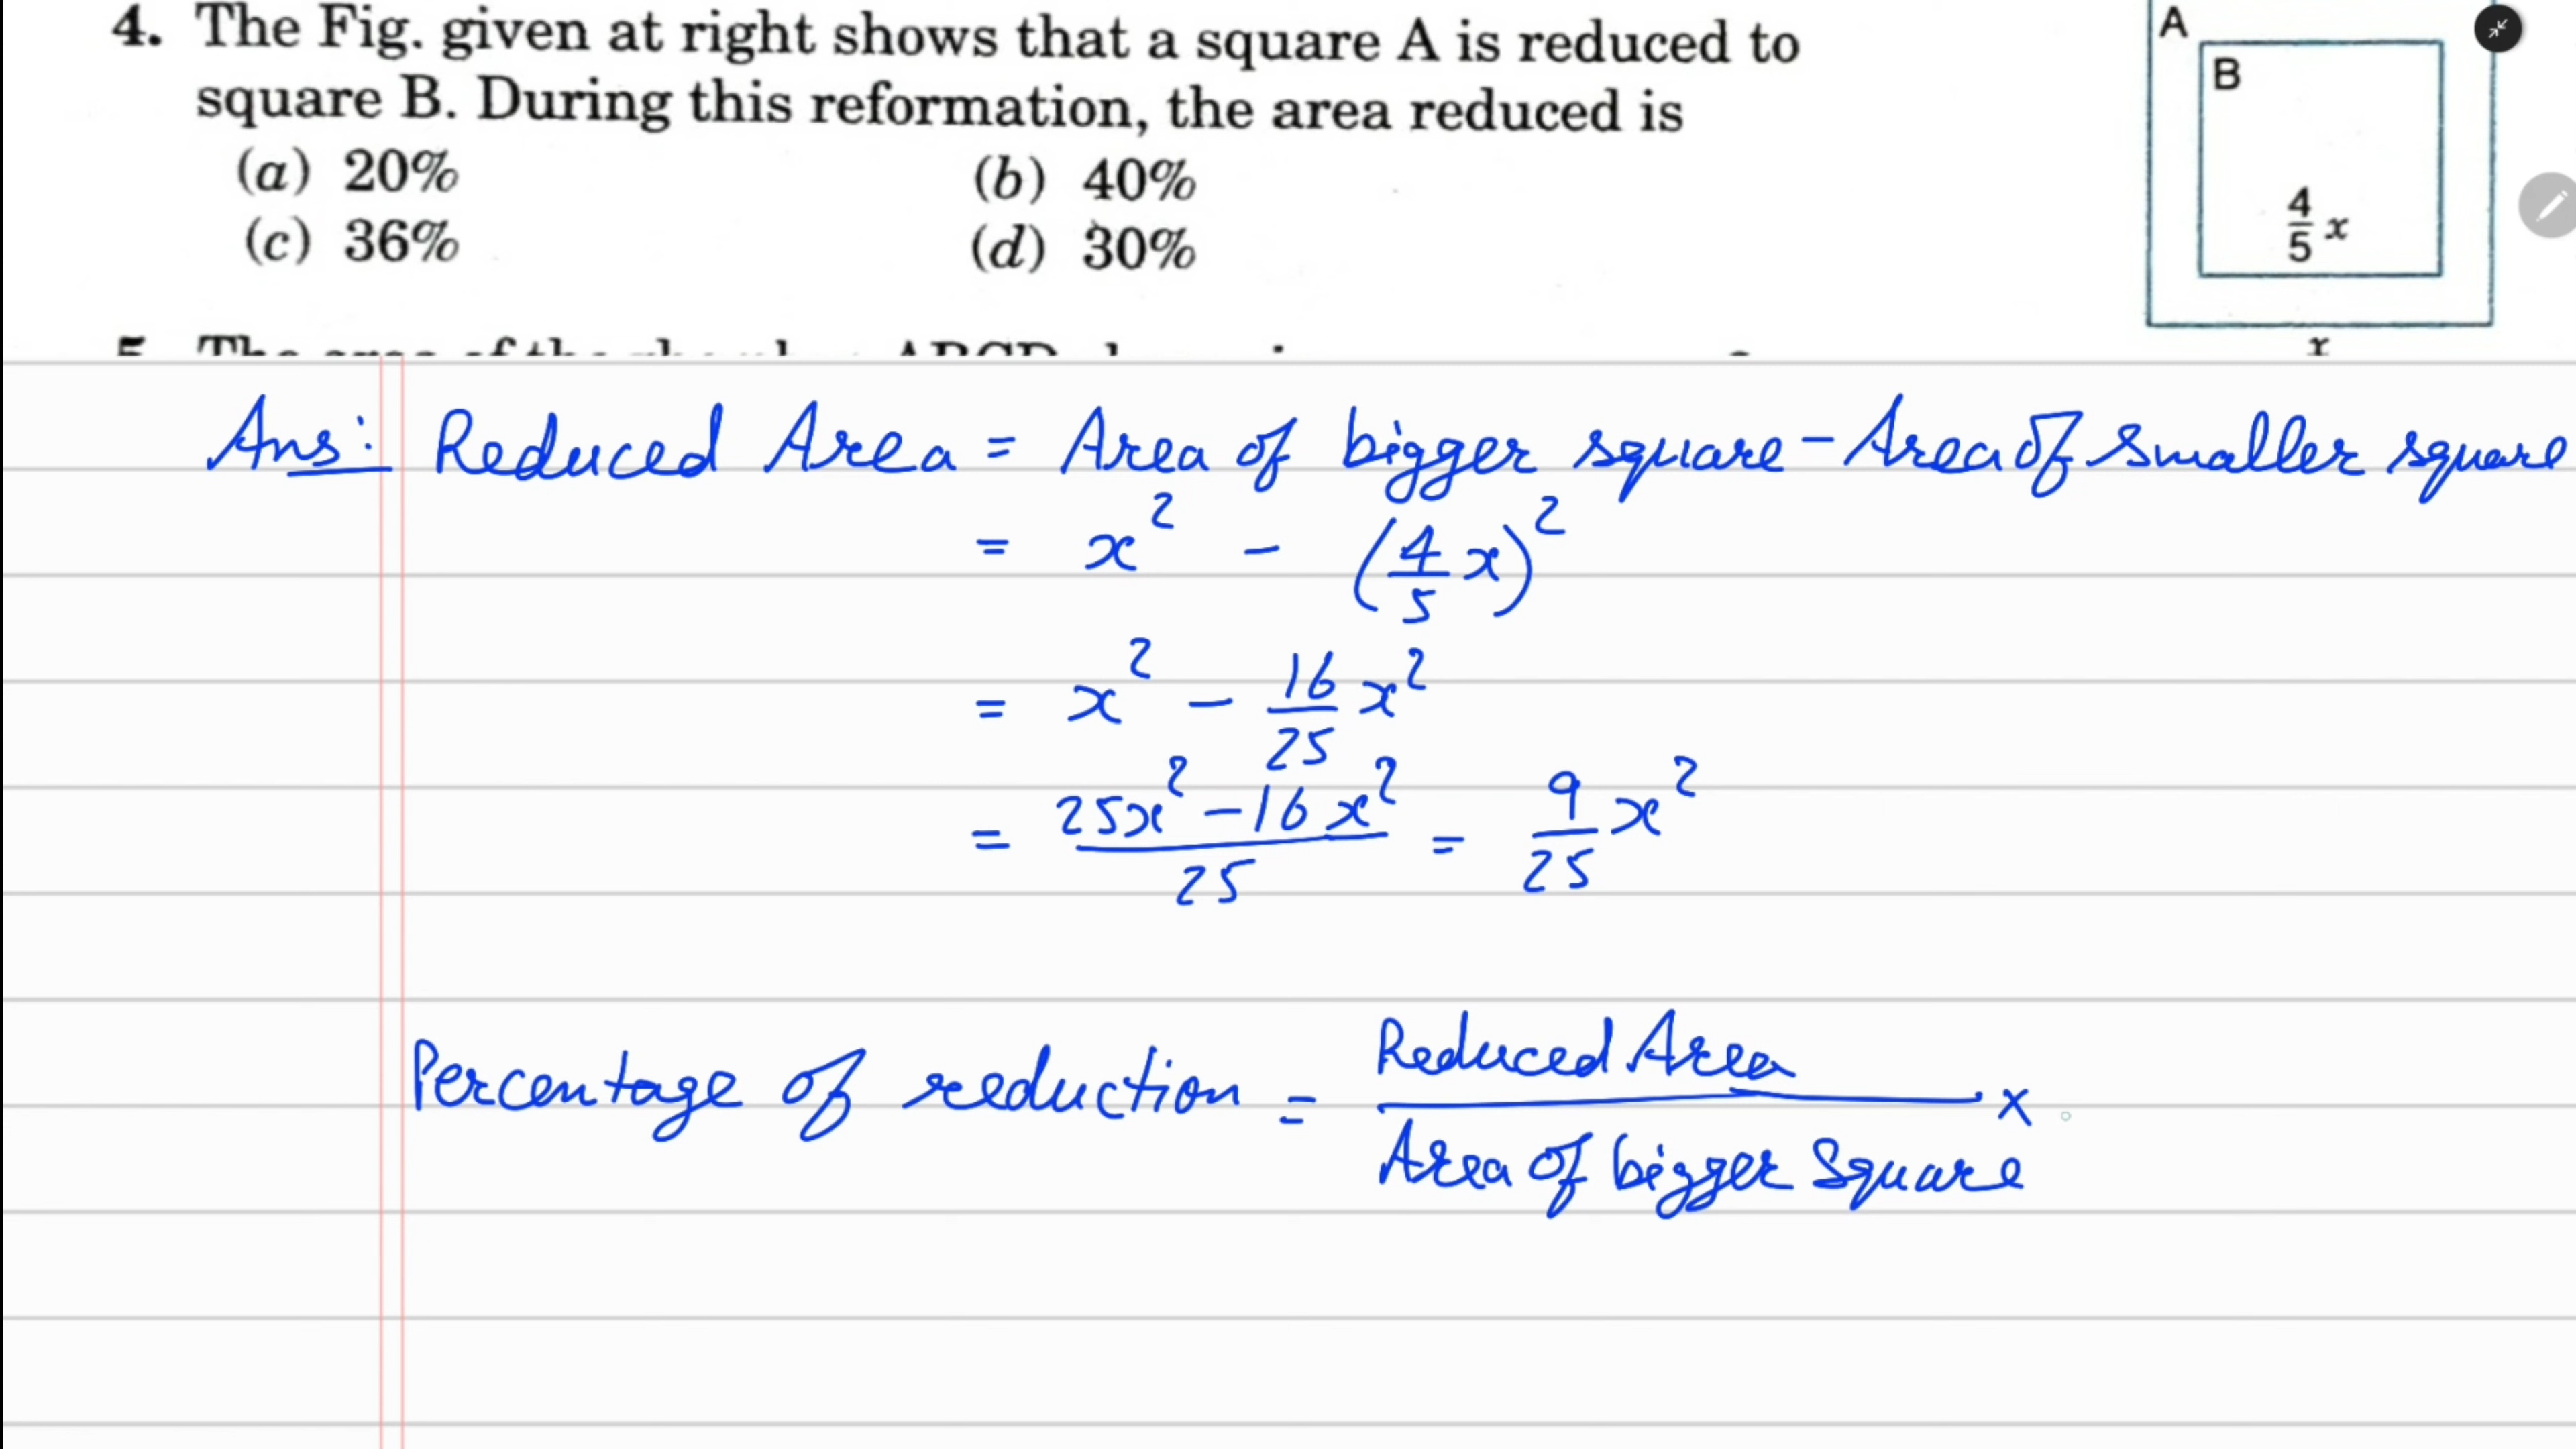 4. The Fig. given at right shows that a square A is reduced to
square B. During this reformation, the area reduced is
(a) 20% (b) 40%
(c) 36% (d) 30%
A
B
4/5 x
x
Ans: Reduced Area = Area of bigger square - Area of smaller square
= x² - (4/5 x)²
= x² - 16/25 x²
= (25x² - 16x²)/25 = 9/25 x²
Percentage of reduction = Reduced Area / Area of bigger Square ×